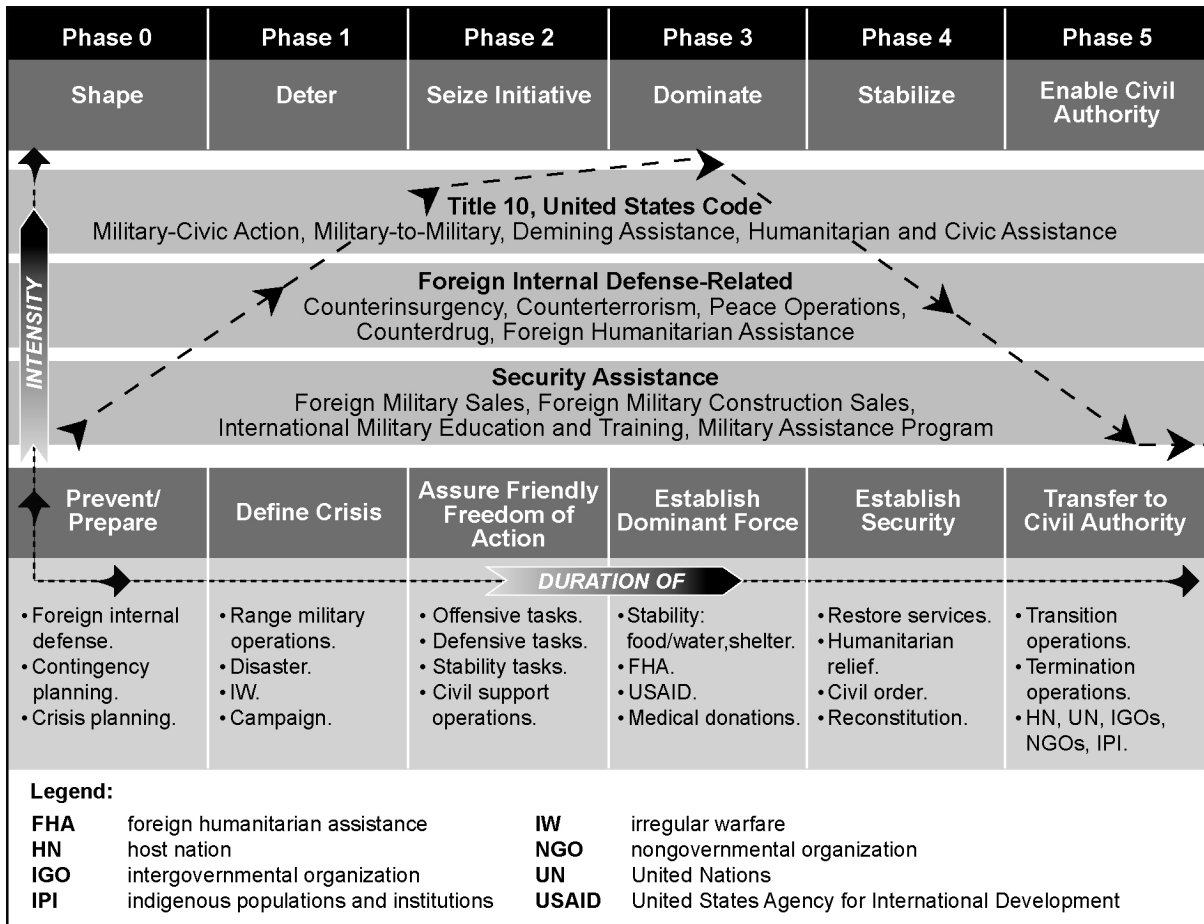 Phase 0
Phase 1
Phase 2
Phase 3
Phase 4
Phase 5
Shape
Deter
Seize Initiative
Dominate
Stabilize
Enable Civil
Authority
INTENSITY
Title 10, United States Code
Military-Civic Action, Military-to-Military, Demining Assistance, Humanitarian and Civic Assistance
Foreign Internal Defense-Related
Counterinsurgency, Counterterrorism, Peace Operations,
Counterdrug, Foreign Humanitarian Assistance
Security Assistance
Foreign Military Sales, Foreign Military Construction Sales,
International Military Education and Training, Military Assistance Program
Prevent/
Prepare
Define Crisis
Assure Friendly
Freedom of
Action
Establish
Dominant Force
Establish
Security
Transfer to
Civil Authority
DURATION OF
• Foreign internal
defense.
• Contingency
planning.
• Crisis planning.
• Range military
operations.
• Disaster.
• IW.
• Campaign.
• Offensive tasks.
• Defensive tasks.
• Stability tasks.
• Civil support
operations.
• Stability:
food/water,shelter.
• FHA.
• USAID.
• Medical donations.
• Restore services.
• Humanitarian
relief.
• Civil order.
• Reconstitution.
• Transition
operations.
• Termination
operations.
• HN, UN, IGOs,
NGOs, IPI.
Legend:
FHA foreign humanitarian assistance
HN host nation
IGO intergovernmental organization
IPI indigenous populations and institutions
IW irregular warfare
NGO nongovernmental organization
UN United Nations
USAID United States Agency for International Development